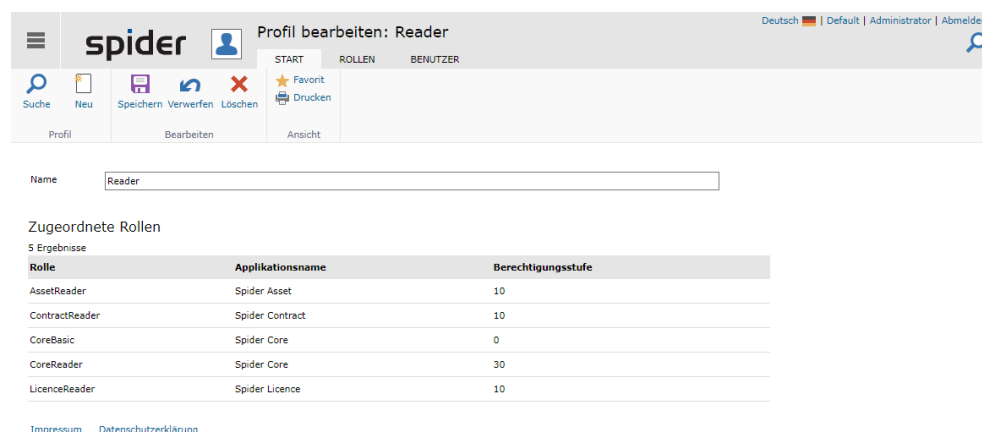 Deutsch | Default | Administrator | Abmelden
spider
Profil bearbeiten: Reader
START ROLLEN BENUTZER
Suche Neu Speichern Verwerfen Löschen
Favorit
Drucken
Profil Bearbeiten Ansicht
Name Reader
Zugeordnete Rollen
5 Ergebnisse
Rolle Applikationsname Berechtigungsstufe
AssetReader Spider Asset 10
ContractReader Spider Contract 10
CoreBasic Spider Core 0
CoreReader Spider Core 30
LicenceReader Spider Licence 10
Impressum Datenschutzerklärung